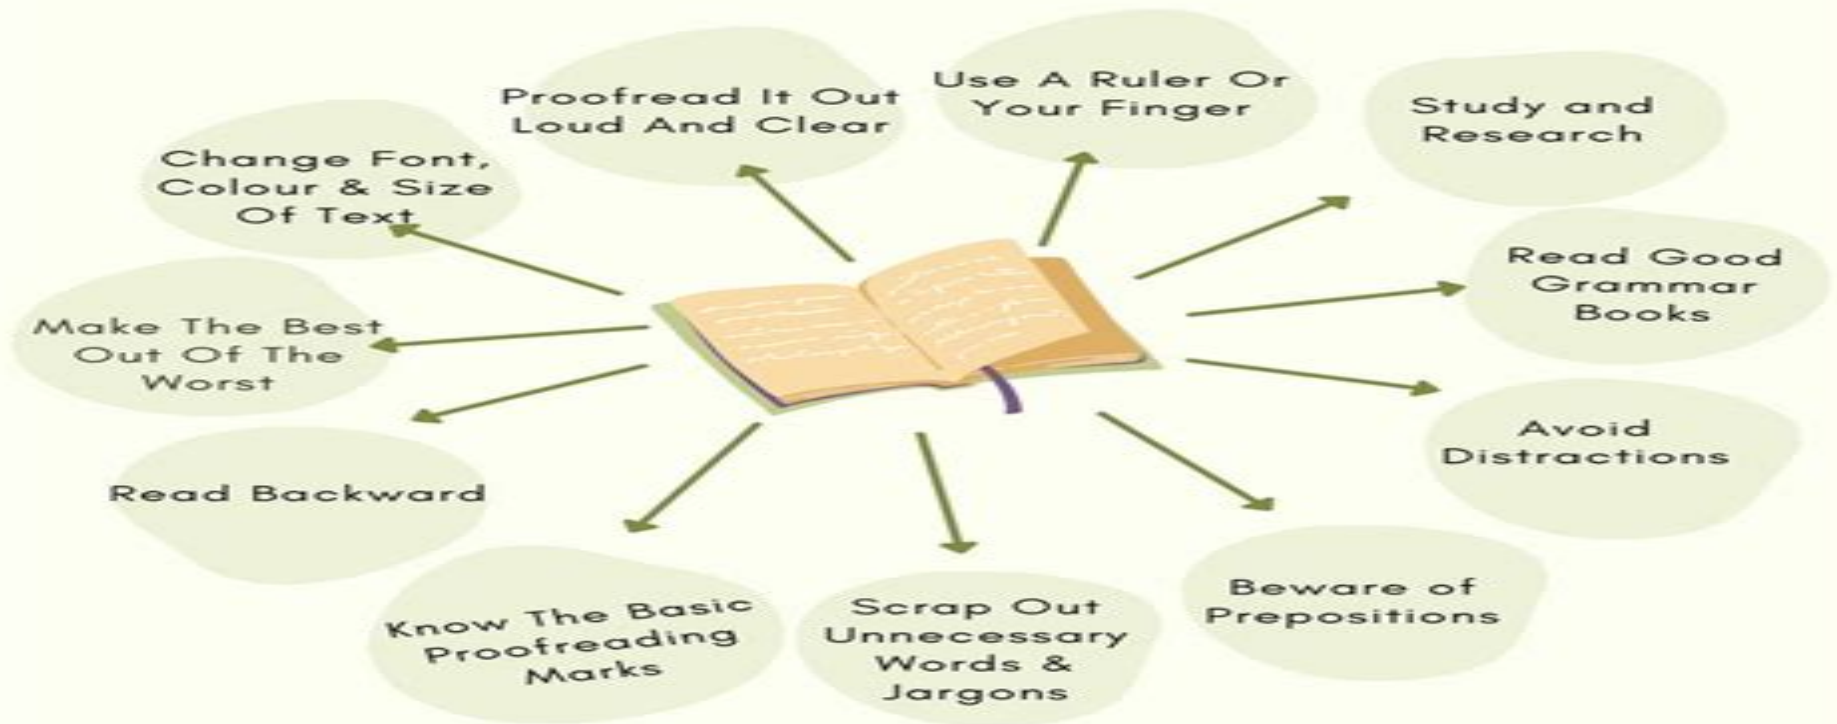 Proofread It Out
Loud And Clear
Use A Ruler Or
Your Finger
Study and
Research
Read Good
Grammar
Books
Avoid
Distractions
Beware of
Prepositions
Scrap Out
Unnecessary
Words &
Jargons
Know The Basic
Proofreading
Marks
Read Backward
Make The Best
Out Of The
Worst
Change Font,
Colour & Size
Of Text